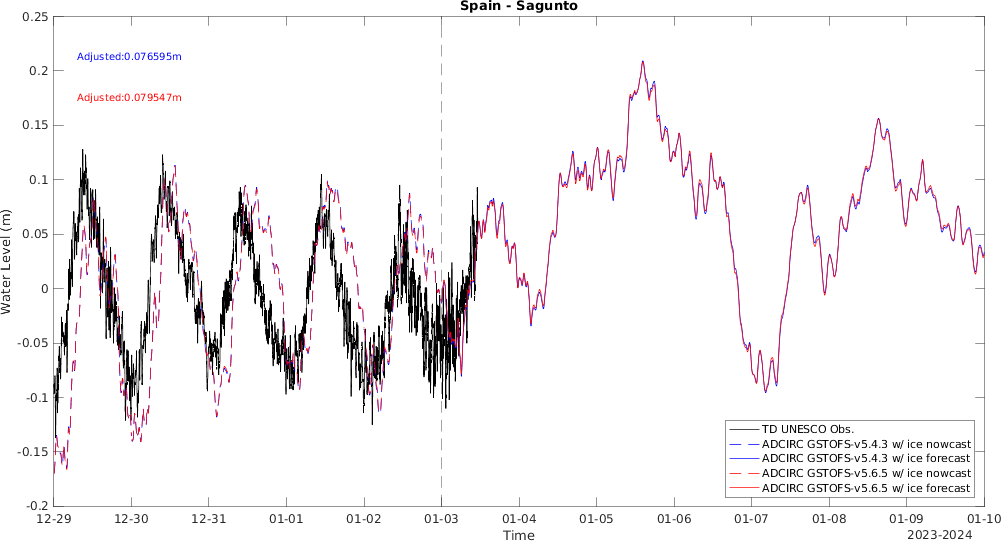 Spain - Sagunto
0.25
0.2
0.15
0.1
0.05
0
-0.05
-0.1
-0.15
-0.2
Water Level (m)
Adjusted:0.076595m
Adjusted:0.079547m
TD UNESCO Obs.
ADCIRC GSTOFS-v5.4.3 w/ ice nowcast
ADCIRC GSTOFS-v5.4.3 w/ ice forecast
ADCIRC GSTOFS-v5.6.5 w/ ice nowcast
ADCIRC GSTOFS-v5.6.5 w/ ice forecast
12-29 12-30 12-31 01-01 01-02 01-03 01-04 01-05 01-06 01-07 01-08 01-09 01-10
Time
2023-2024